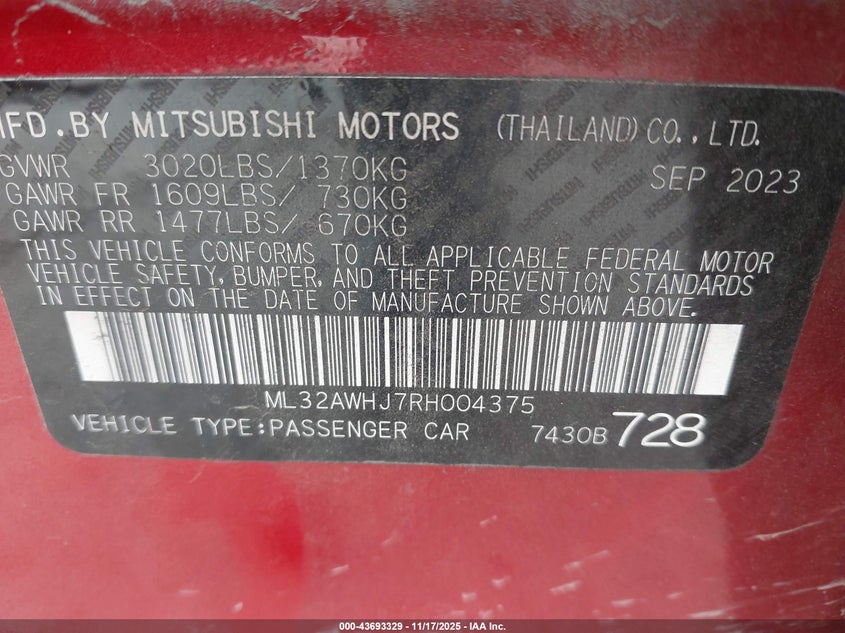 MFD.BY MITSUBISHI MOTORS (THAILAND)CO.,LTD.
GVWR 3020LBS/1370KG SEP 2023
GAWR FR 1609LBS/ 730KG
GAWR RR 1477LBS/ 670KG
THIS VEHICLE CONFORMS TO ALL APPLICABLE FEDERAL MOTOR
VEHICLE SAFETY, BUMPER, AND THEFT PREVENTION STANDARDS
IN EFFECT ON THE DATE OF MANUFACTURE SHOWN ABOVE.
ML32AWHJ7RH004375
VEHICLE TYPE:PASSENGER CAR 7430B 728
000-43693329 - 11/17/2025 - IAA Inc.